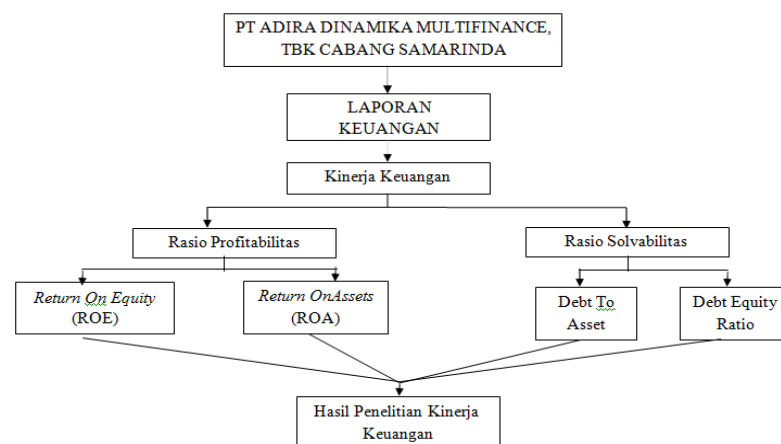 PT ADIRA DINAMIKA MULTIFINANCE,
TBK CABANG SAMARINDA
LAPORAN
KEUANGAN
Kinerja Keuangan
Rasio Profitabilitas
Rasio Solvabilitas
Return On Equity
(ROE)
Return OnAssets
(ROA)
Debt To
Asset
Debt Equity
Ratio
Hasil Penelitian Kinerja
Keuangan